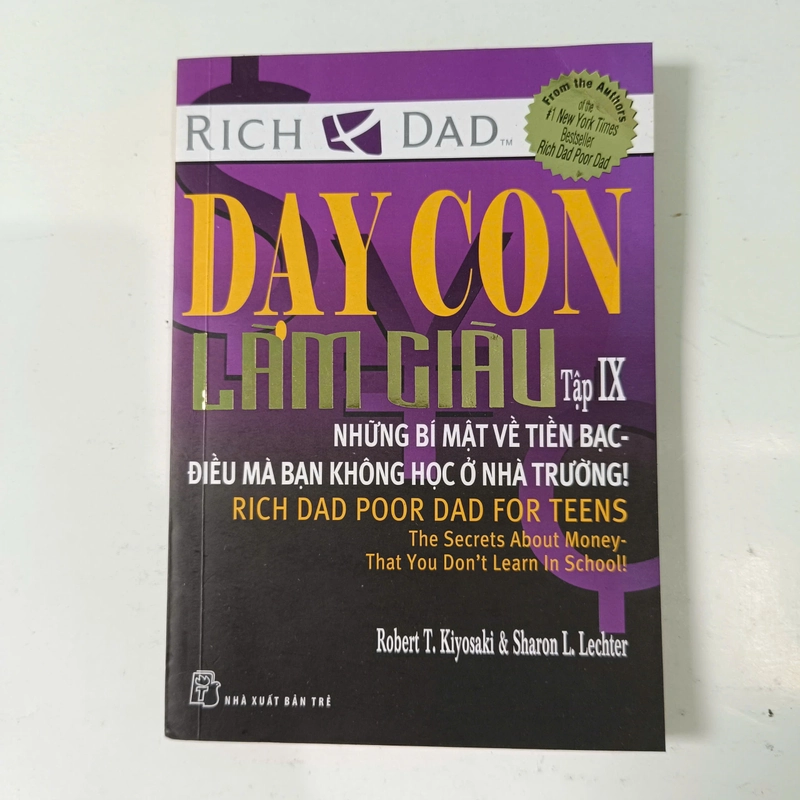 RICH DAD™
From the Authors
of the
#1 New York Times
Bestseller
Rich Dad Poor Dad
DẠY CON
LÀM GIÀU
Tập IX
NHỮNG BÍ MẬT VỀ TIỀN BẠC-
ĐIỀU MÀ BẠN KHÔNG HỌC Ở NHÀ TRƯỜNG!
RICH DAD POOR DAD FOR TEENS
The Secrets About Money-
That You Don't Learn In School!
Robert T. Kiyosaki & Sharon L. Lechter
NHÀ XUẤT BẢN TRẺ